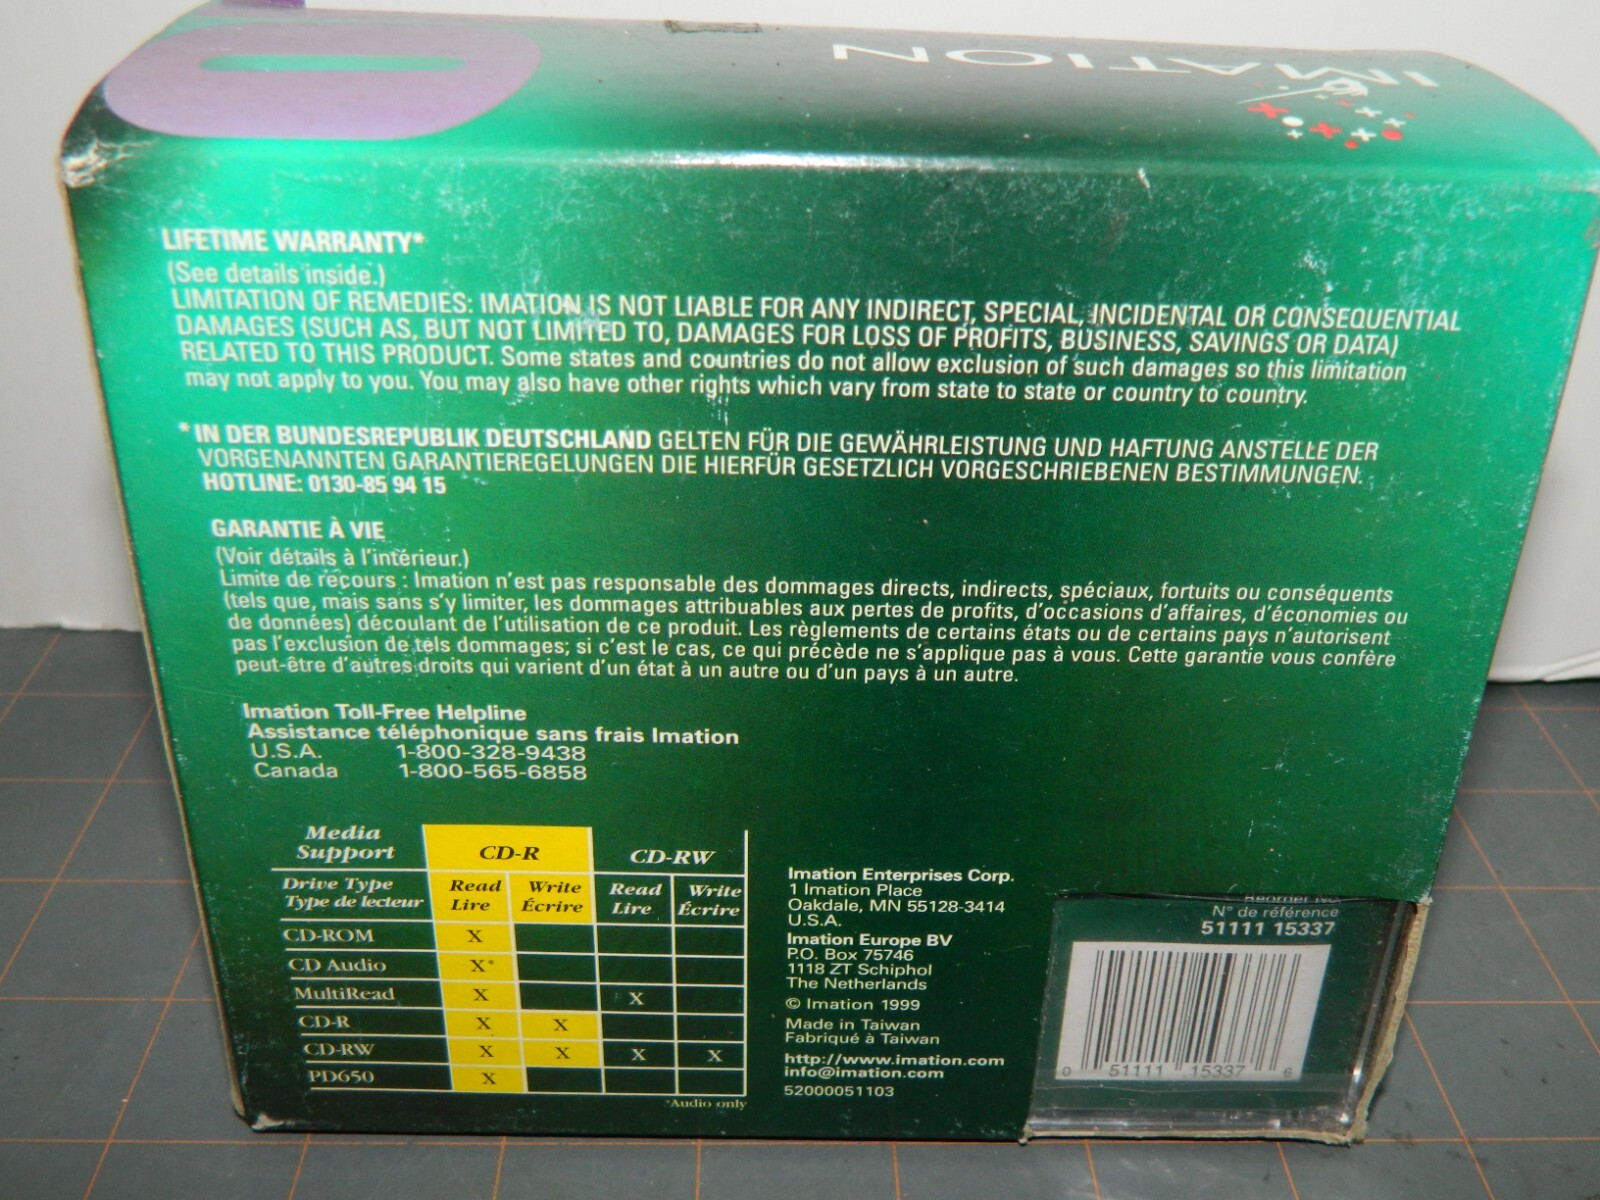 IMATION
LIFETIME WARRANTY*
(See details inside.)
LIMITATION OF REMEDIES: IMATION IS NOT LIABLE FOR ANY INDIRECT, SPECIAL, INCIDENTAL OR CONSEQUENTIAL
DAMAGES (SUCH AS, BUT NOT LIMITED TO, DAMAGES FOR LOSS OF PROFITS, BUSINESS, SAVINGS OR DATA)
RELATED TO THIS PRODUCT. Some states and countries do not allow exclusion of such damages so this limitation
may not apply to you. You may also have other rights which vary from state to state or country to country.
* IN DER BUNDESREPUBLIK DEUTSCHLAND GELTEN FÜR DIE GEWÄHRLEISTUNG UND HAFTUNG ANSTELLE DER
VORGENANNTEN GARANTIEREGELUNGEN DIE HIERFÜR GESETZLICH VORGESCHRIEBENEN BESTIMMUNGEN.
HOTLINE: 0130-85 94 15
GARANTIE À VIE
(Voir détails à l'intérieur.)
Limite de recours : Imation n'est pas responsable des dommages directs, indirects, spéciaux, fortuits ou conséquents
(tels que, mais sans s'y limiter, les dommages attribuables aux pertes de profits, d'occasions d'affaires, d'économies ou
de données) découlant de l'utilisation de ce produit. Les règlements de certains états ou de certains pays n'autorisent
pas l'exclusion de tels dommages; si c'est le cas, ce qui précède ne s'applique pas à vous. Cette garantie vous confère
peut-être d'autres droits qui varient d'un état à un autre ou d'un pays à un autre.
Imation Toll-Free Helpline
Assistance téléphonique sans frais Imation
U.S.A. 1-800-328-9438
Canada 1-800-565-6858
Media
Support CD-R CD-RW
Drive Type Read Write Read Write
Type de lecteur Lire Écrire Lire Écrire
CD-ROM X
CD Audio X*
MultiRead X X
CD-R X X
CD-RW X X X X
PD650 X
*Audio only
Imation Enterprises Corp.
1 Imation Place
Oakdale, MN 55128-3414
U.S.A.
Imation Europe BV
P.O. Box 75746
1118 ZT Schiphol
The Netherlands
© Imation 1999
Made in Taiwan
Fabriqué à Taiwan
http://www.imation.com
info@imation.com
52000051103
Reorder No.
N° de référence
51111 15337
0 51111 15337 6